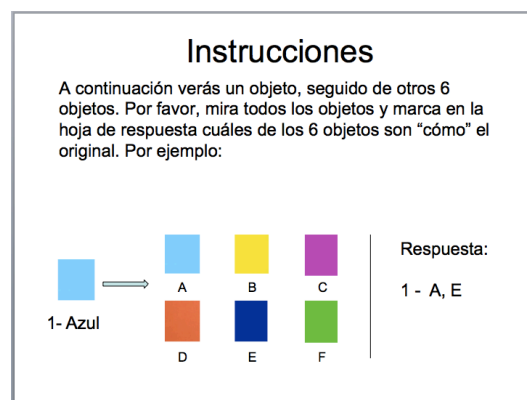 Instrucciones
A continuación verás un objeto, seguido de otros 6
objetos. Por favor, mira todos los objetos y marca en la
hoja de respuesta cuáles de los 6 objetos son “cómo” el
original. Por ejemplo:
A B C
D E F
1- Azul
Respuesta:
1 - A, E